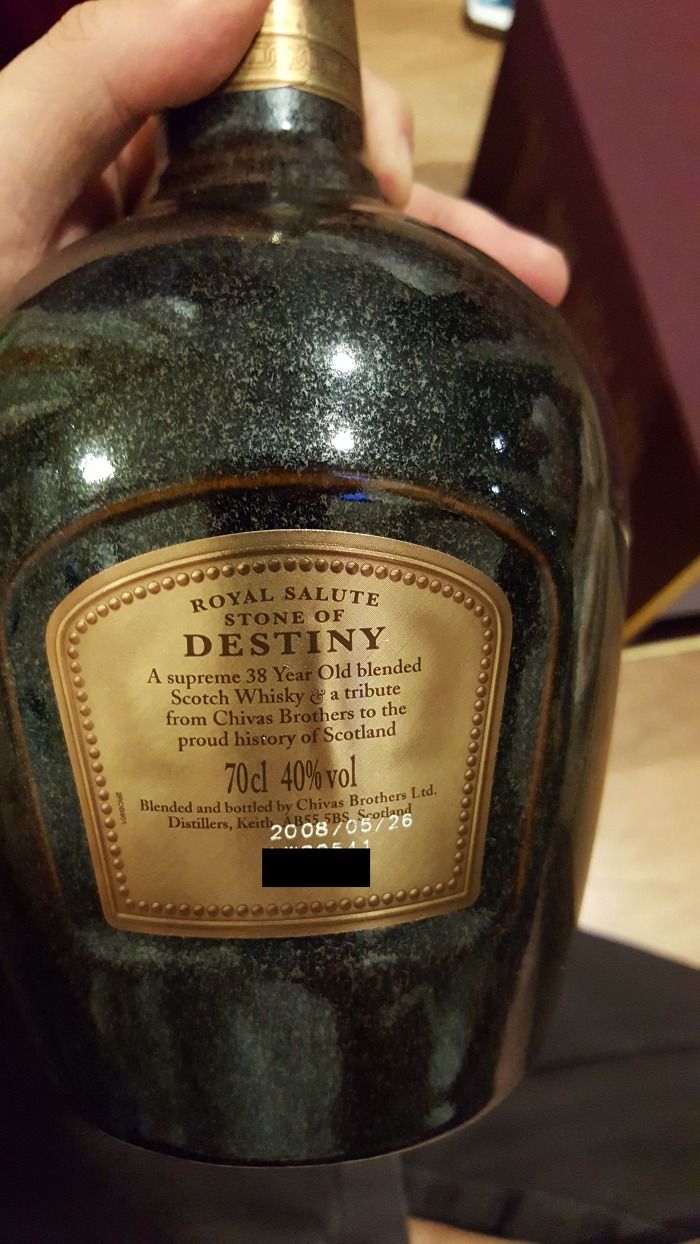 ROYAL SALUTE
STONE OF
DESTINY
A supreme 38 Year Old blended
Scotch Whisky & a tribute
from Chivas Brothers to the
proud history of Scotland
70cl 40% vol
Blended and bottled by Chivas Brothers Ltd.
Distillers, Keith, AB55 5BS, Scotland
2008/05/26